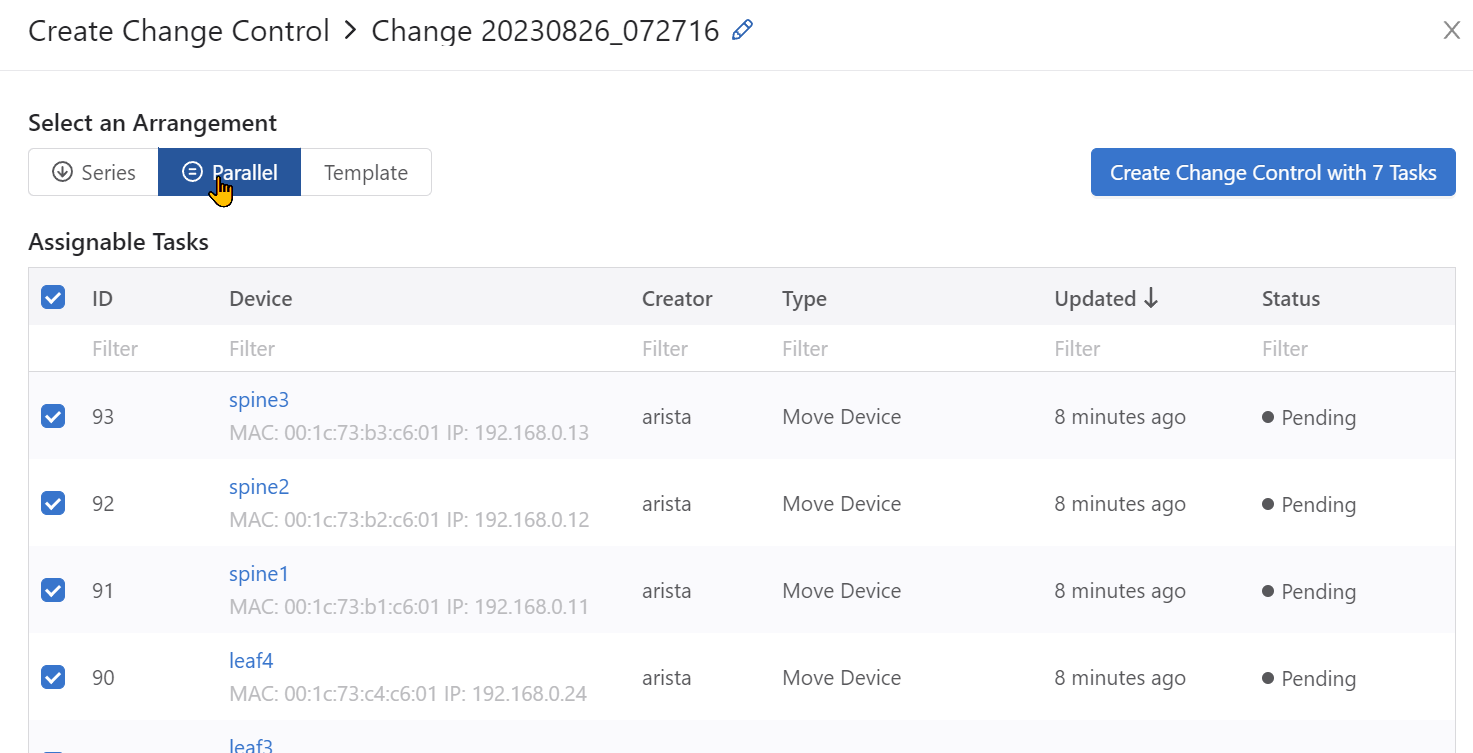 Create Change Control > Change 20230826_072716
Select an Arrangement
Series Parallel Template
Create Change Control with 7 Tasks
Assignable Tasks
ID Device Creator Type Updated Status
Filter Filter Filter Filter Filter Filter
spine3
93 arista Move Device 8 minutes ago Pending
MAC: 00:1c:73:b3:c6:01 IP: 192.168.0.13
spine2
92 arista Move Device 8 minutes ago Pending
MAC: 00:1c:73:b2:c6:01 IP: 192.168.0.12
spine1
91 arista Move Device 8 minutes ago Pending
MAC: 00:1c:73:b1:c6:01 IP: 192.168.0.11
leaf4
90 arista Move Device 8 minutes ago Pending
MAC: 00:1c:73:c4:c6:01 IP: 192.168.0.24
leaf3